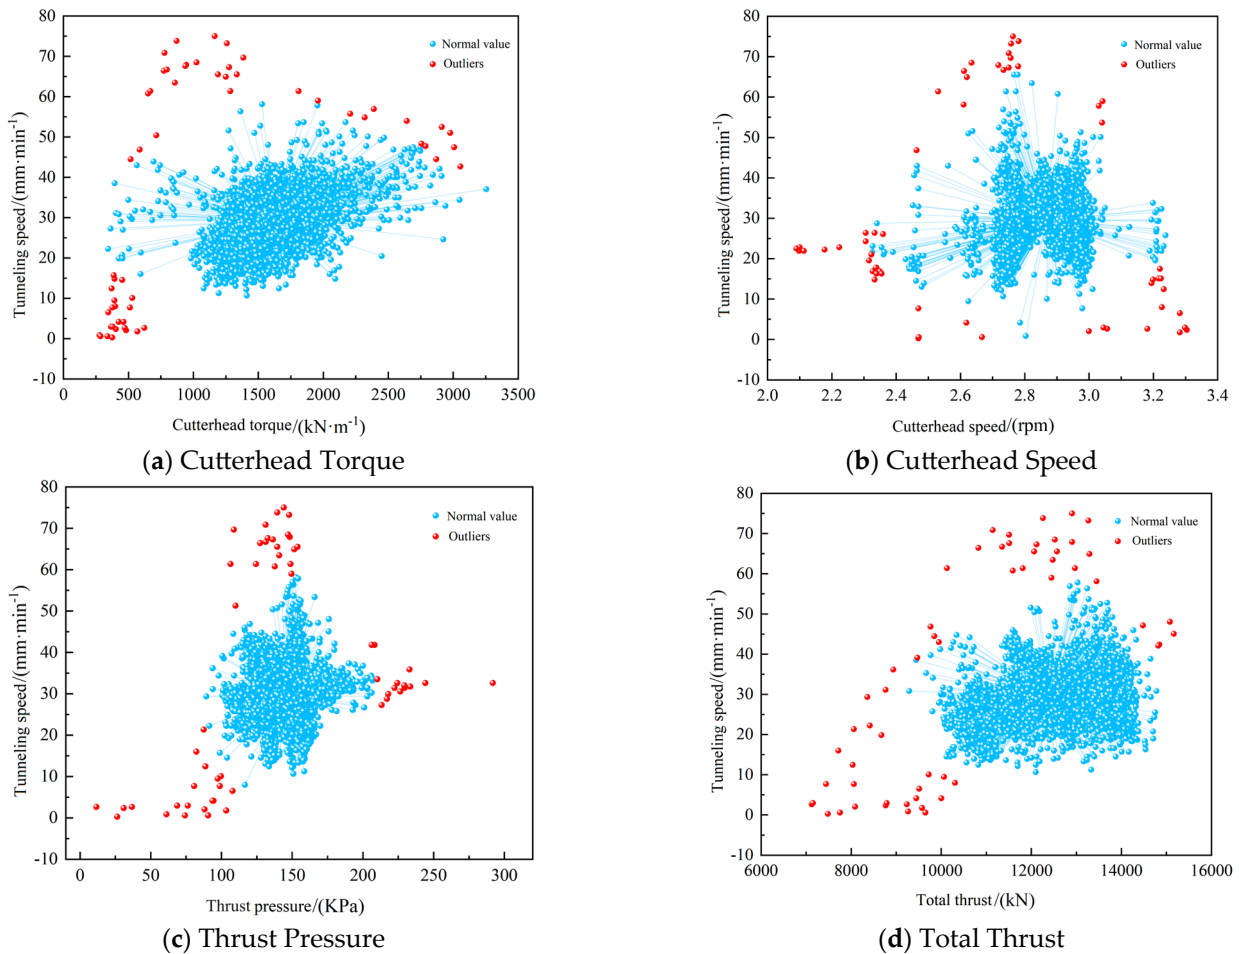 80
70
60
50
40
30
20
10
0
-10
Tunneling speed/(mm·min⁻¹)
Normal value
Outliers
0 500 1000 1500 2000 2500 3000 3500
Cutterhead torque/(kN·m⁻¹)
(a) Cutterhead Torque
80
70
60
50
40
30
20
10
0
-10
Tunneling speed/(mm·min⁻¹)
Normal value
Outliers
2.0 2.2 2.4 2.6 2.8 3.0 3.2 3.4
Cutterhead speed/(rpm)
(b) Cutterhead Speed
80
70
60
50
40
30
20
10
0
-10
Tunneling speed/(mm·min⁻¹)
Normal value
Outliers
0 50 100 150 200 250 300
Thrust pressure/(KPa)
(c) Thrust Pressure
80
70
60
50
40
30
20
10
0
-10
Tunneling speed/(mm·min⁻¹)
Normal value
Outliers
6000 8000 10000 12000 14000 16000
Total thrust/(kN)
(d) Total Thrust